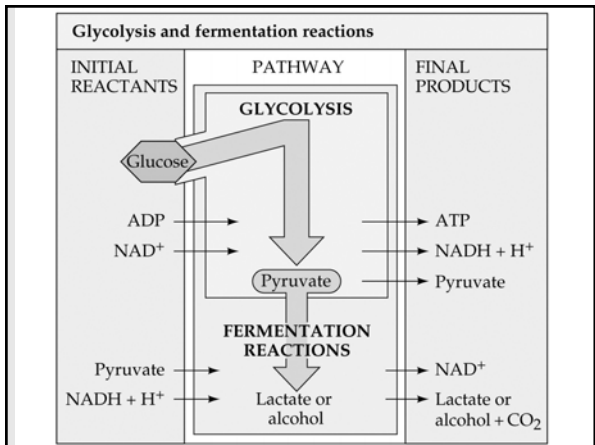 Glycolysis and fermentation reactions
INITIAL
REACTANTS
PATHWAY
FINAL
PRODUCTS
GLYCOLYSIS
Glucose
ADP
ATP
NAD⁺
NADH + H⁺
Pyruvate
Pyruvate
FERMENTATION
REACTIONS
Pyruvate
NAD⁺
NADH + H⁺
Lactate or
alcohol
Lactate or
alcohol + CO₂